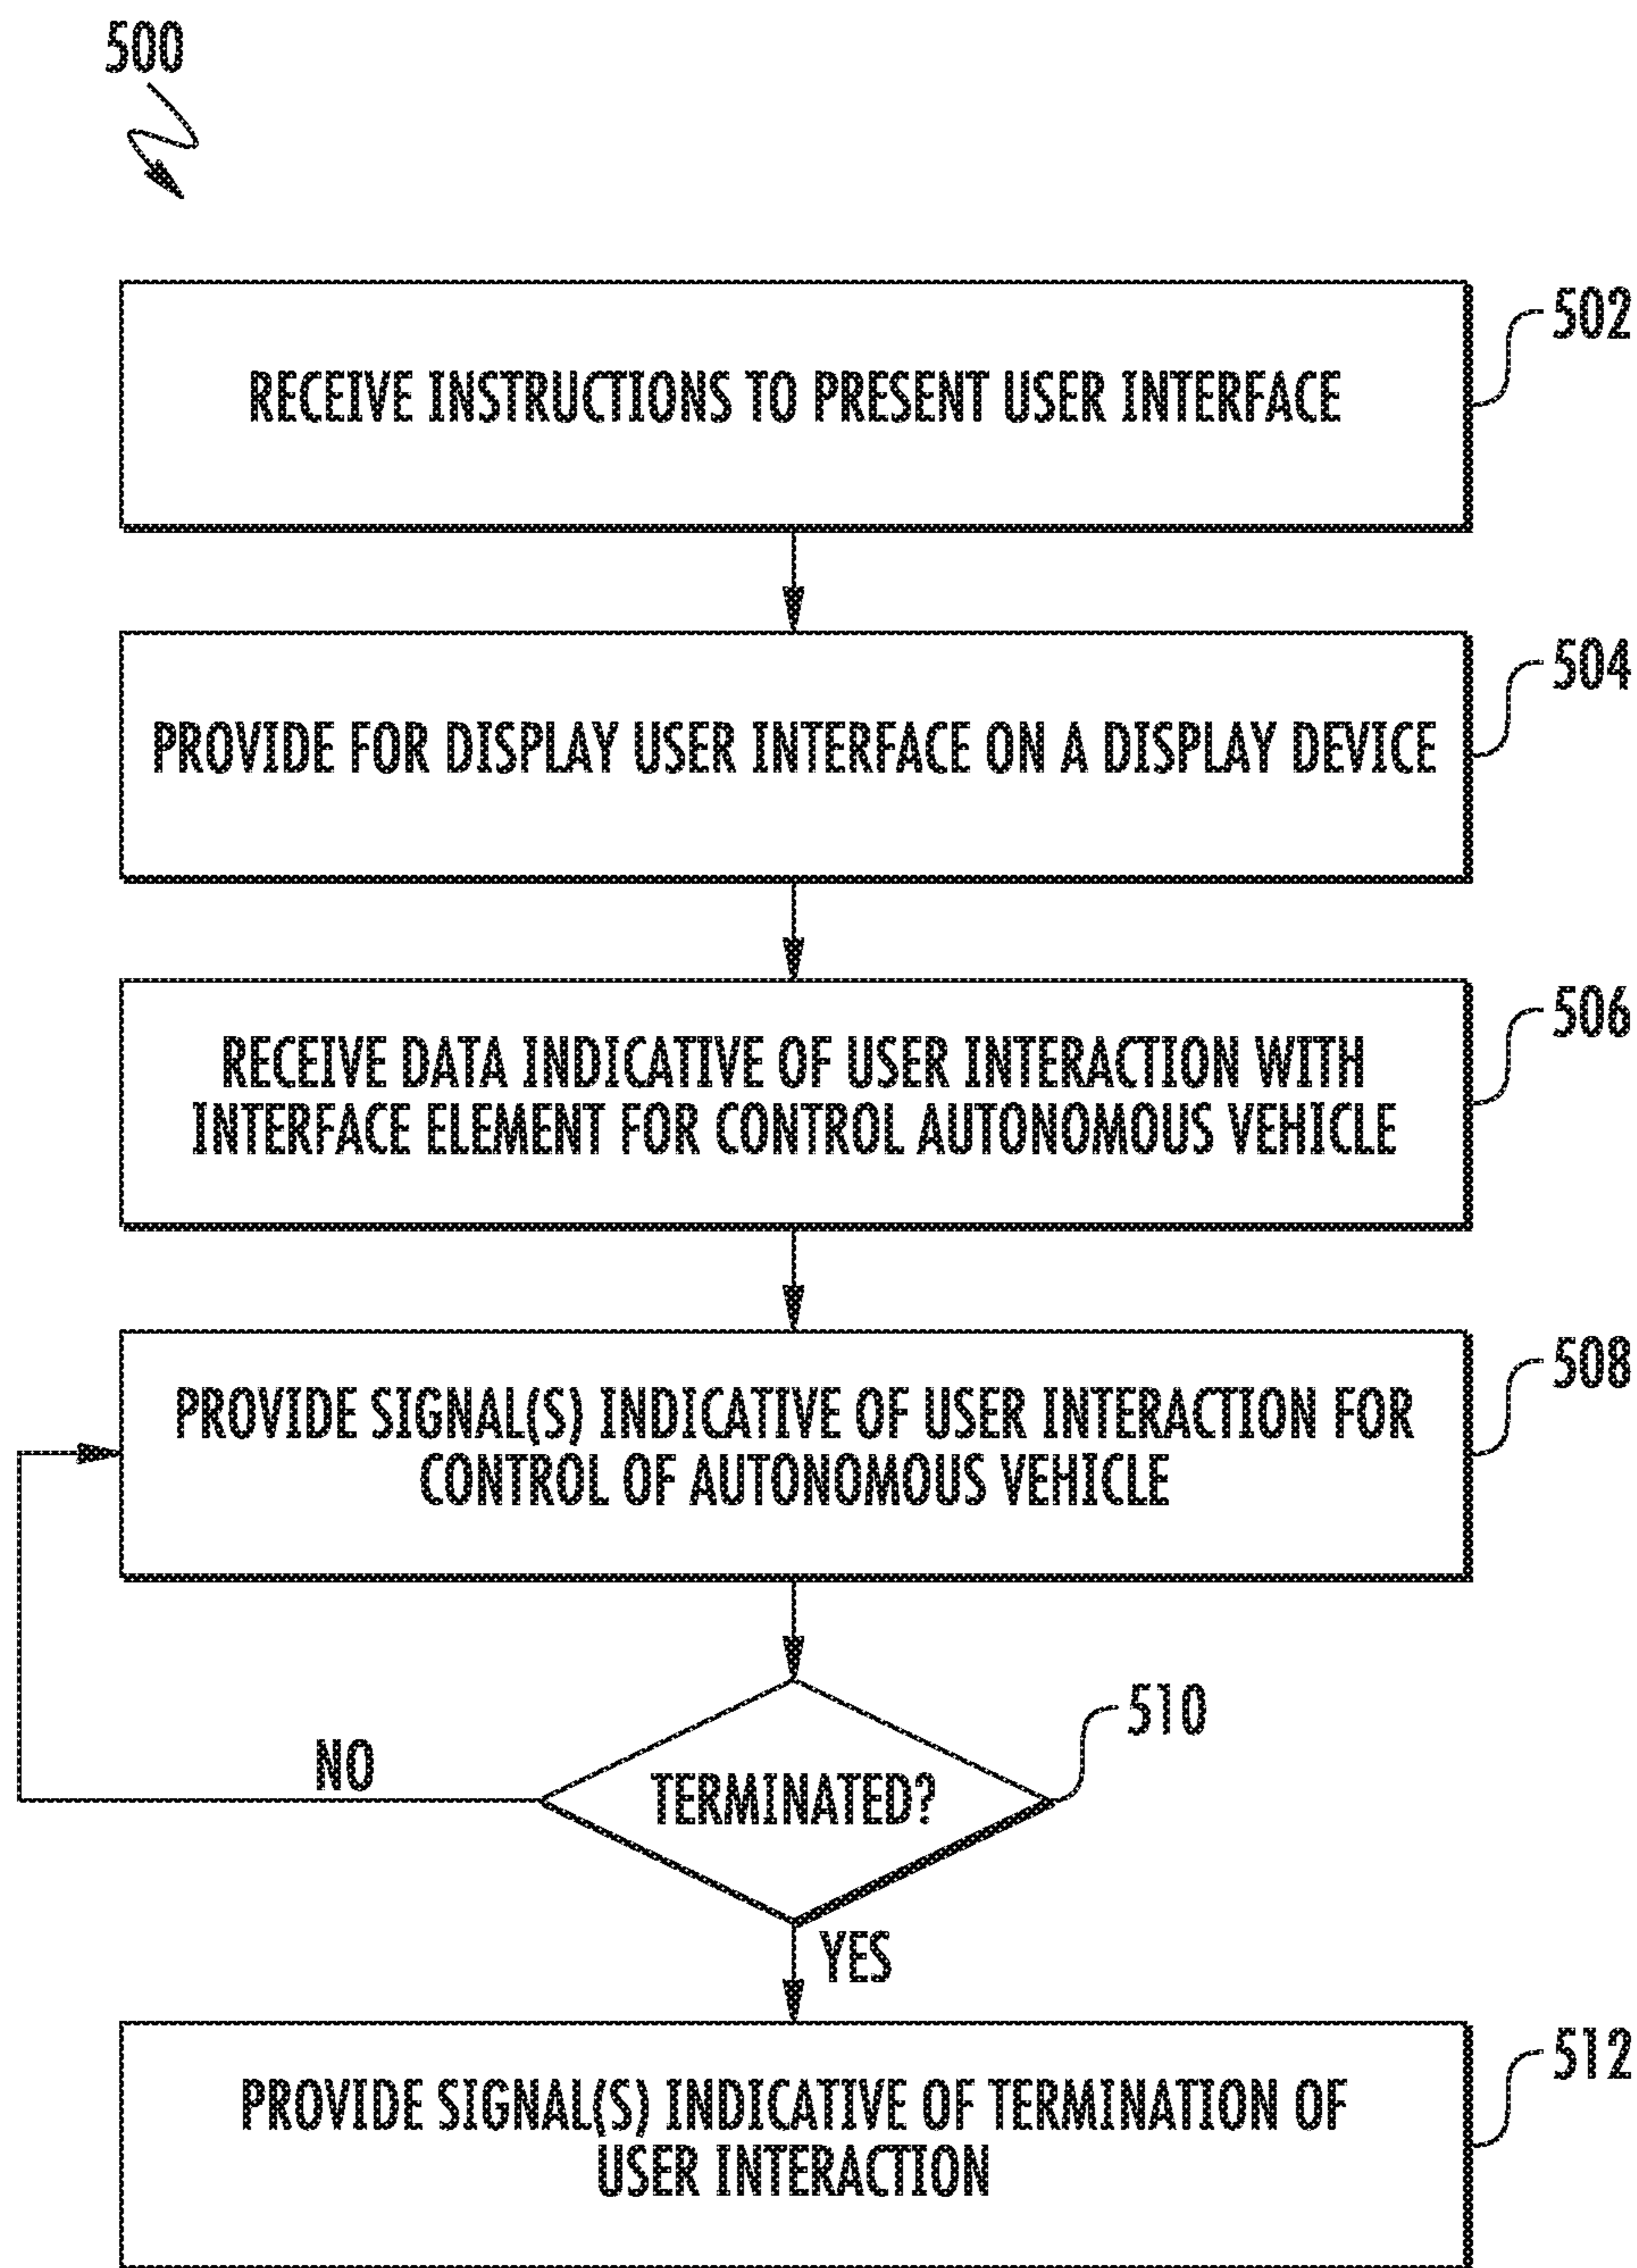 500
RECEIVE INSTRUCTIONS TO PRESENT USER INTERFACE
502
PROVIDE FOR DISPLAY USER INTERFACE ON A DISPLAY DEVICE
504
RECEIVE DATA INDICATIVE OF USER INTERACTION WITH
INTERFACE ELEMENT FOR CONTROL AUTONOMOUS VEHICLE
506
PROVIDE SIGNAL(S) INDICATIVE OF USER INTERACTION FOR
CONTROL OF AUTONOMOUS VEHICLE
508
TERMINATED?
510
NO
YES
PROVIDE SIGNAL(S) INDICATIVE OF TERMINATION OF
USER INTERACTION
512